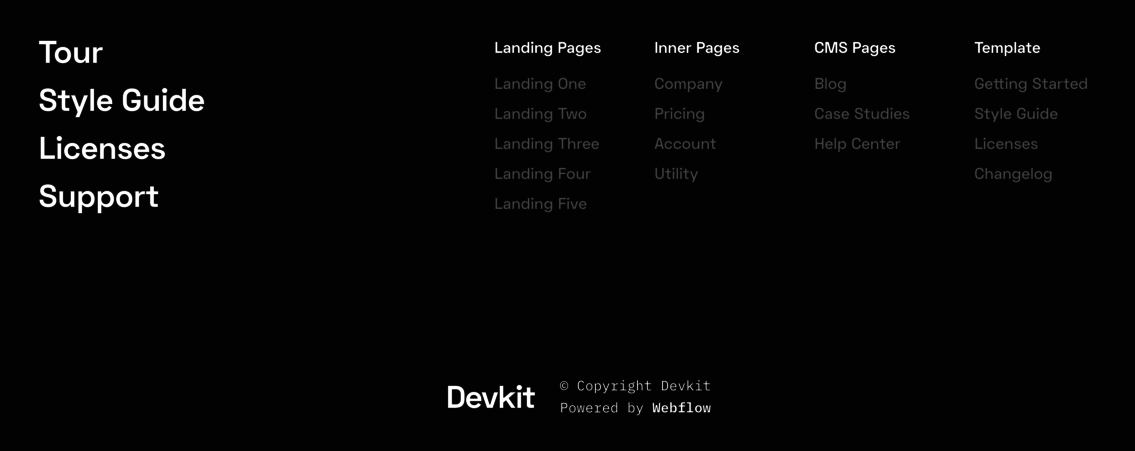 Tour
Style Guide
Licenses
Support
Landing Pages
Landing One
Landing Two
Landing Three
Landing Four
Landing Five
Inner Pages
Company
Pricing
Account
Utility
CMS Pages
Blog
Case Studies
Help Center
Template
Getting Started
Style Guide
Licenses
Changelog
Devkit
© Copyright Devkit
Powered by Webflow